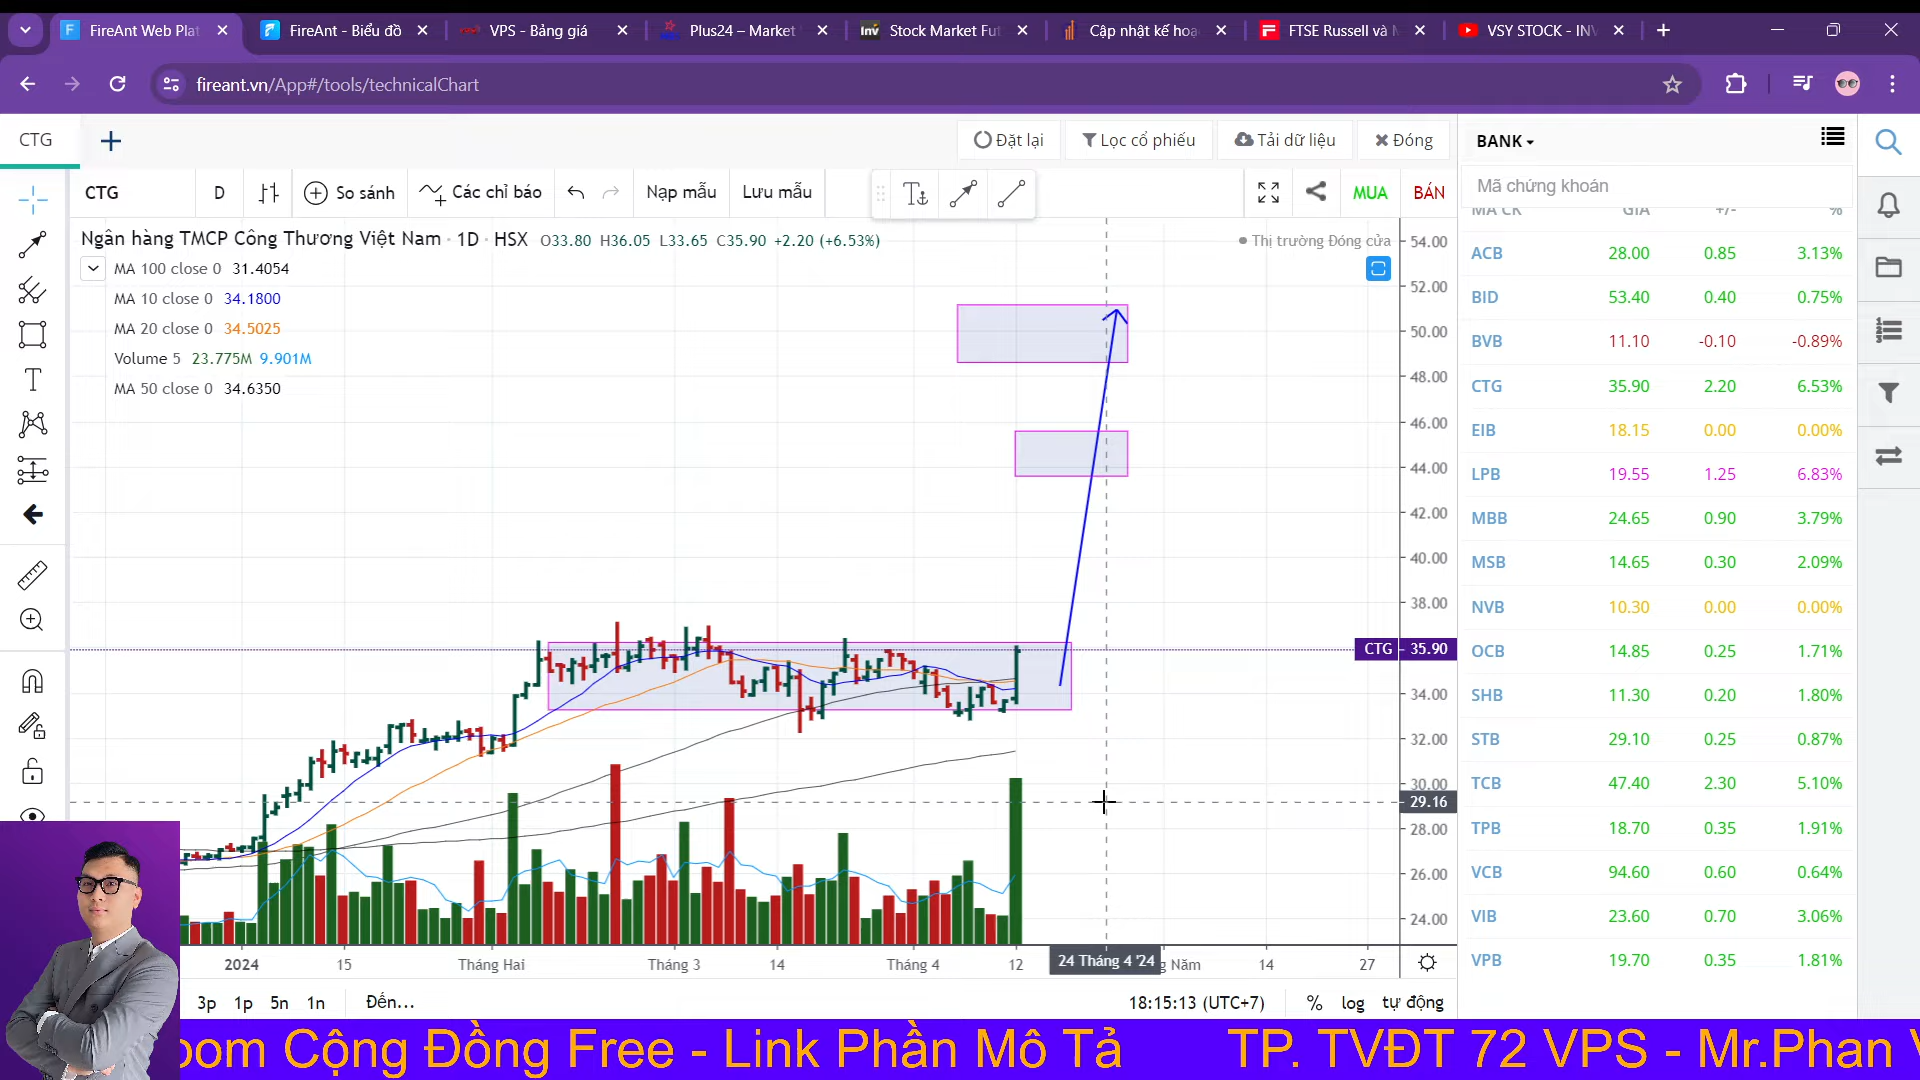 FireAnt Web Plat
FireAnt - Biểu đồ
VPS - Bảng giá
Plus24 – Market
Stock Market Fut
Cập nhật kế hoạ
FTSE Russell và
VSY STOCK - INV
fireant.vn/App#/tools/technicalChart
CTG
Đặt lại
Lọc cổ phiếu
Tải dữ liệu
Đóng
BANK
CTG
D
So sánh
Các chỉ báo
Nạp mẫu
Lưu mẫu
MUA
BÁN
Mã chứng khoán
MÃ CK GIÁ +/- %
Ngân hàng TMCP Công Thương Việt Nam · 1D · HSX O33.80 H36.05 L33.65 C35.90 +2.20 (+6.53%)
Thị trường Đóng cửa
MA 100 close 0 31.4054
MA 10 close 0 34.1800
MA 20 close 0 34.5025
Volume 5 23.775M 9.901M
MA 50 close 0 34.6350
54.00
52.00
50.00
48.00
46.00
44.00
42.00
40.00
38.00
CTG 35.90
34.00
32.00
30.00
29.16
28.00
26.00
24.00
ACB 28.00 0.85 3.13%
BID 53.40 0.40 0.75%
BVB 11.10 -0.10 -0.89%
CTG 35.90 2.20 6.53%
EIB 18.15 0.00 0.00%
LPB 19.55 1.25 6.83%
MBB 24.65 0.90 3.79%
MSB 14.65 0.30 2.09%
NVB 10.30 0.00 0.00%
OCB 14.85 0.25 1.71%
SHB 11.30 0.20 1.80%
STB 29.10 0.25 0.87%
TCB 47.40 2.30 5.10%
TPB 18.70 0.35 1.91%
VCB 94.60 0.60 0.64%
VIB 23.60 0.70 3.06%
VPB 19.70 0.35 1.81%
2024 15 Tháng Hai Tháng 3 14 Tháng 4 12 24 Tháng 4 '24 g Năm 14 27
3p 1p 5n 1n Đến... 18:15:13 (UTC+7) % log tự động
oom Cộng Đồng Free - Link Phần Mô Tả TP. TVĐT 72 VPS - Mr.Phan V